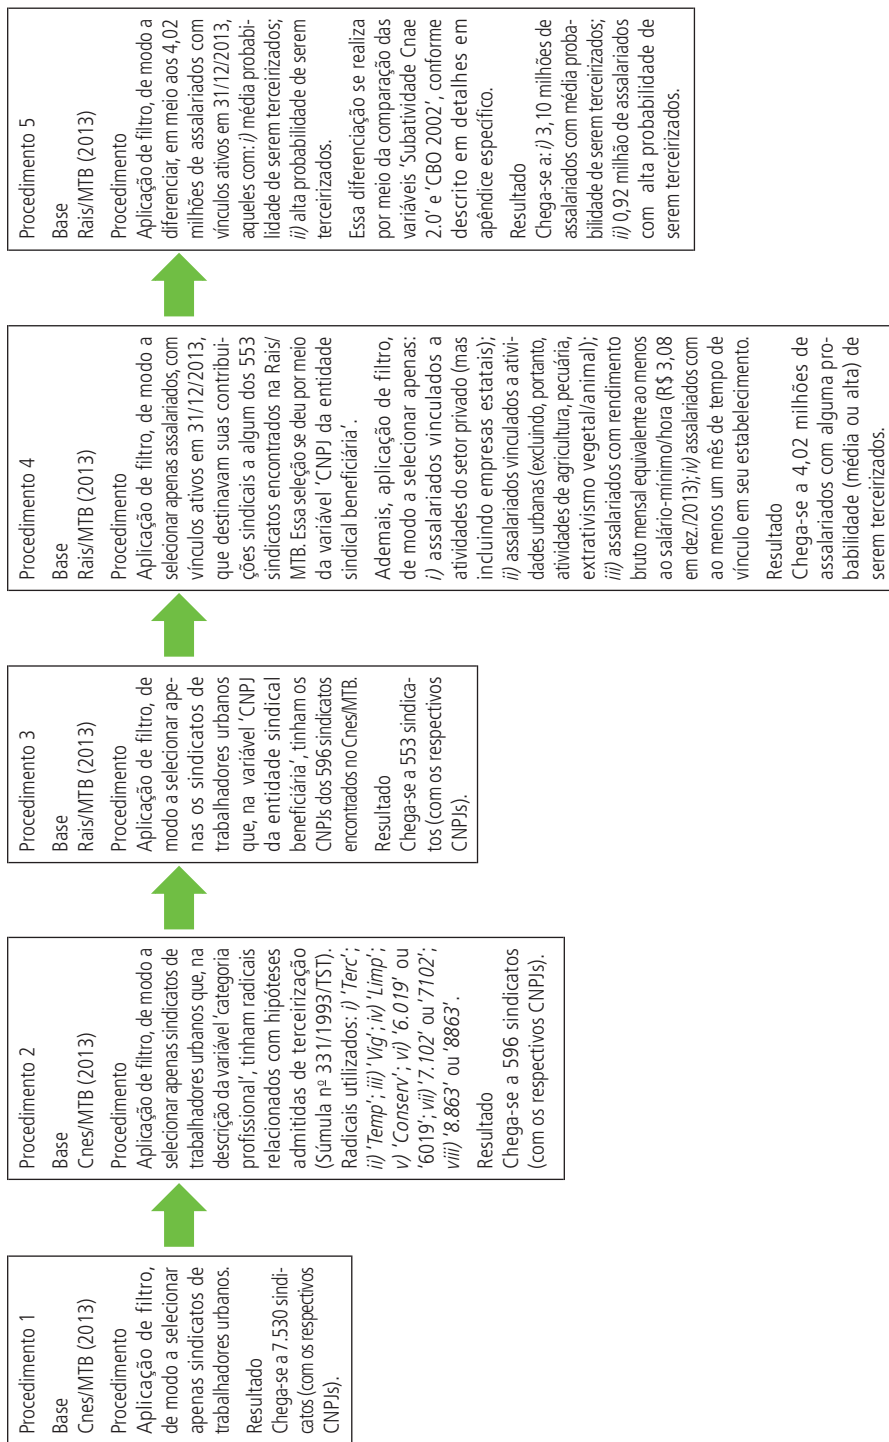 Procedimento 1
Base
Cnes/MTB (2013)
Procedimento
Aplicação de filtro,
de modo a selecionar
apenas sindicatos de
trabalhadores urbanos.
Resultado
Chega-se a 7.530 sindi-
catos (com os respectivos
CNPJs).
Procedimento 2
Base
Cnes/MTB (2013)
Procedimento
Aplicação de filtro, de modo a
selecionar apenas sindicatos de
trabalhadores urbanos que, na
descrição da variável 'categoria
profissional', tinham radicais
relacionados com hipóteses
admitidas de terceirização
(Súmula nº 331/1993/TST).
Radicais utilizados: i) 'Terc';
ii) 'Temp'; iii) 'Vig'; iv) 'Limp';
v) 'Conserv'; vi) '6.019' ou
'6019'; vii) '7.102' ou '7102';
viii) '8.863' ou '8863'.
Resultado
Chega-se a 596 sindicatos
(com os respectivos CNPJs).
Procedimento 3
Base
Rais/MTB (2013)
Procedimento
Aplicação de filtro, de
modo a selecionar ape-
nas os sindicatos de
trabalhadores urbanos
que, na variável 'CNPJ
da entidade sindical
beneficiária', tinham os
CNPJs dos 596 sindicatos
encontrados no Cnes/MTB.
Resultado
Chega-se a 553 sindica-
tos (com os respectivos
CNPJs).
Procedimento 4
Base
Rais/MTB (2013)
Procedimento
Aplicação de filtro, de modo a
selecionar apenas assalariados, com
vínculos ativos em 31/12/2013,
que destinavam suas contribui-
ções sindicais a algum dos 553
sindicatos encontrados na Rais/
MTB. Essa seleção se deu por meio
da variável 'CNPJ da entidade
sindical beneficiária'.
Ademais, aplicação de filtro,
de modo a selecionar apenas:
i) assalariados vinculados a
atividades do setor privado (mas
incluindo empresas estatais);
ii) assalariados vinculados a ativi-
dades urbanas (excluindo, portanto,
atividades de agricultura, pecuária,
extrativismo vegetal/animal);
iii) assalariados com rendimento
bruto mensal equivalente ao menos
ao salário-mínimo/hora (R$ 3,08
em dez./2013); iv) assalariados com
ao menos um mês de tempo de
vínculo em seu estabelecimento.
Resultado
Chega-se a 4,02 milhões de
assalariados com alguma pro-
babilidade (média ou alta) de
serem terceirizados.
Procedimento 5
Base
Rais/MTB (2013)
Procedimento
Aplicação de filtro, de modo a
diferenciar, em meio aos 4,02
milhões de assalariados com
vínculos ativos em 31/12/2013,
aqueles com: i) média probabi-
lidade de serem terceirizados;
ii) alta probabilidade de serem
terceirizados.
Essa diferenciação se realiza
por meio da comparação das
variáveis 'Subatividade Cnae
2.0' e 'CBO 2002', conforme
descrito em detalhes em
apêndice específico.
Resultado
Chega-se a: i) 3,10 milhões de
assalariados com média proba-
bilidade de serem terceirizados;
ii) 0,92 milhão de assalariados
com alta probabilidade de
serem terceirizados.